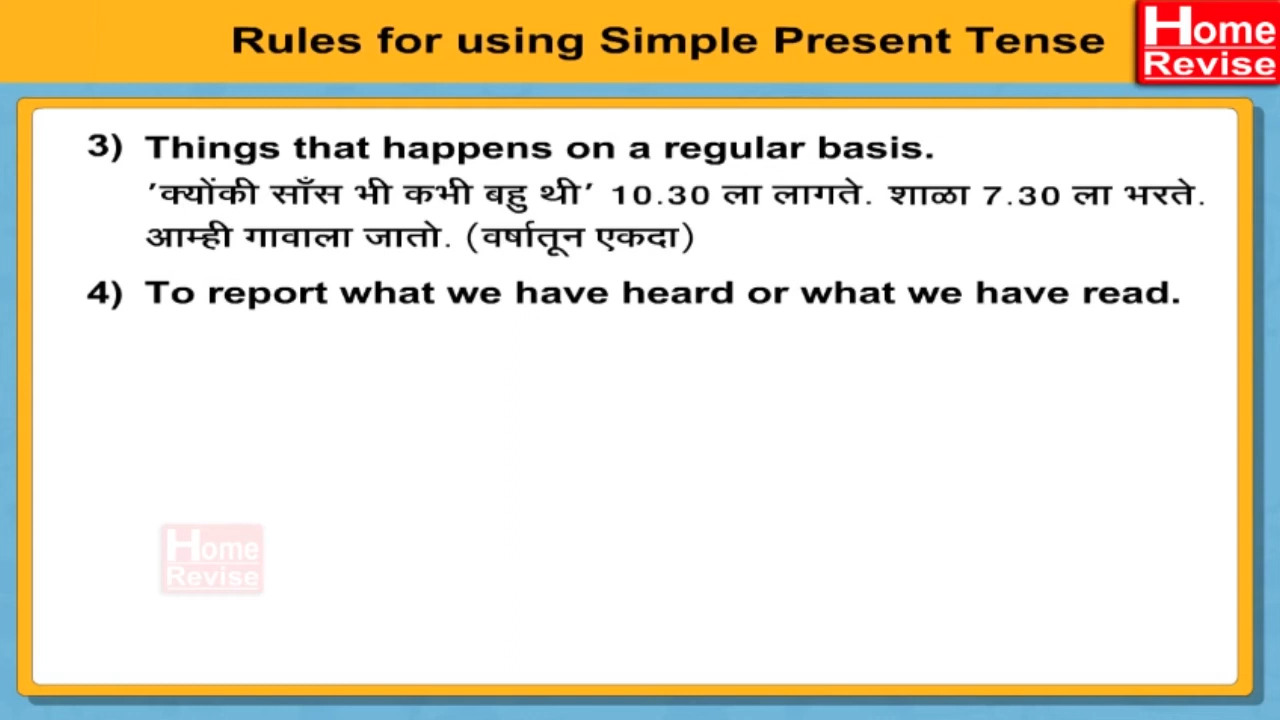 Rules for using Simple Present Tense
Home
Revise
3) Things that happens on a regular basis.
'क्योंकी साँस भी कभी बहु थी' 10.30 ला लागते. शाळा 7.30 ला भरते.
आम्ही गावाला जातो. (वर्षातून एकदा)
4) To report what we have heard or what we have read.
Home
Revise